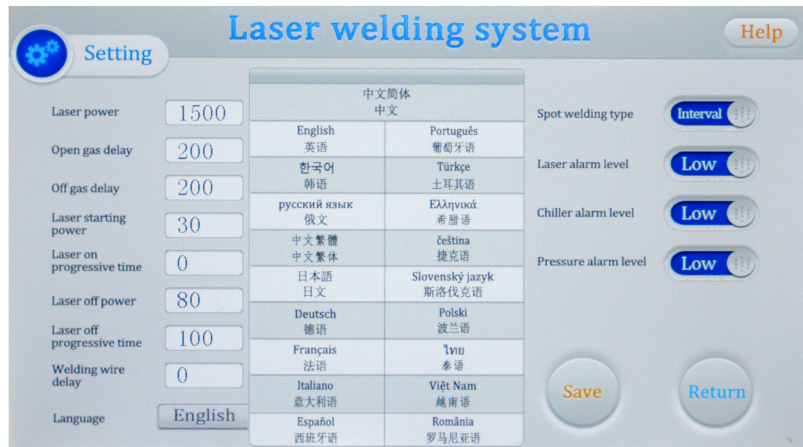 Laser welding system
Setting
Help
Laser power 1500
Open gas delay 200
Off gas delay 200
Laser starting
power
30
Laser on
progressive time
0
Laser off power 80
Laser off
progressive time
100
Welding wire
delay
0
Language English
中文简体
中文
English
英语
Português
葡萄牙语
한국어
韩语
Türkçe
土耳其语
русский язык
俄文
Ελληνικά
希腊语
中文繁體
中文繁体
čeština
捷克语
日本語
日文
Slovenský jazyk
斯洛伐克语
Deutsch
德语
Polski
波兰语
Français
法语
ไทย
泰语
Italiano
意大利语
Việt Nam
越南语
Español
西班牙语
România
罗马尼亚语
Spot welding type Interval
Laser alarm level Low
Chiller alarm level Low
Pressure alarm level Low
Save
Return